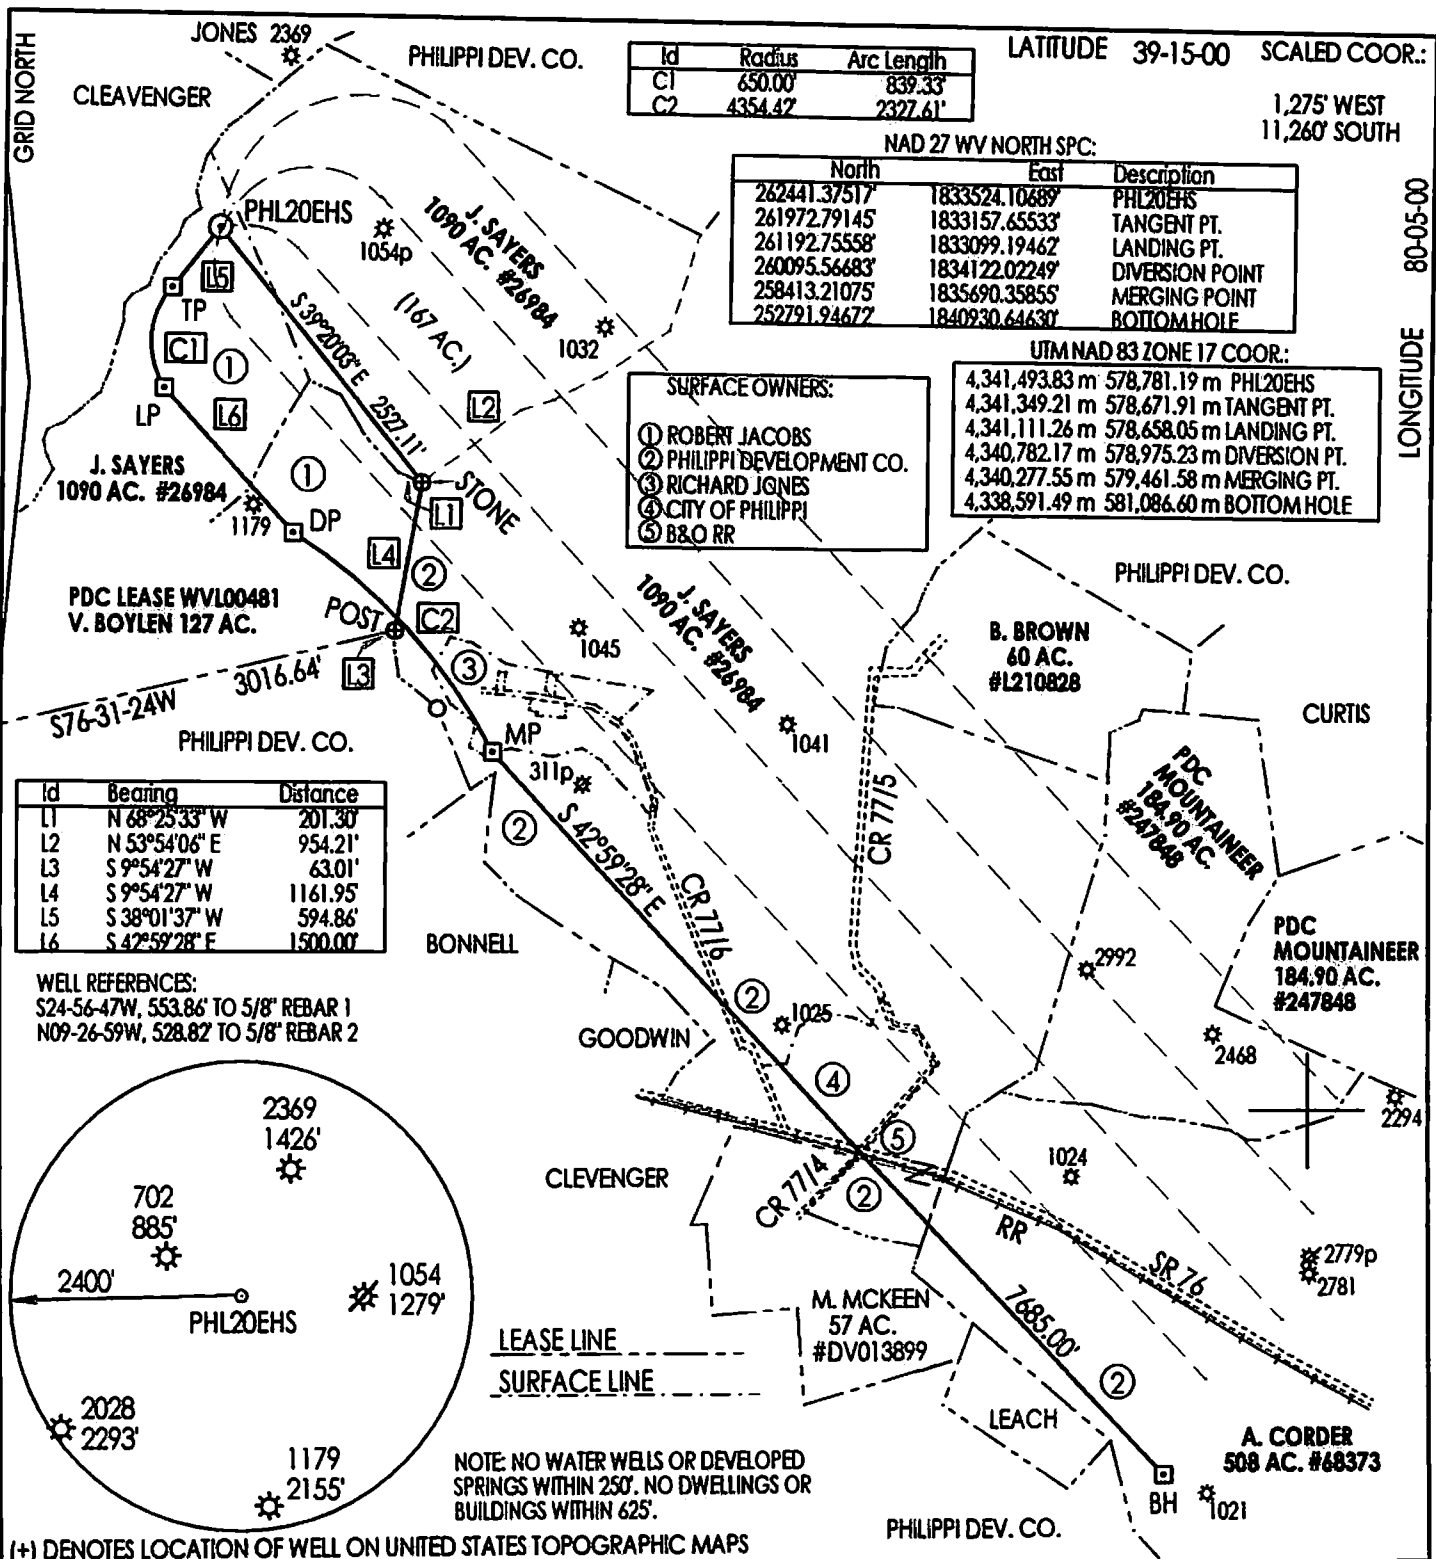 GRID NORTH
JONES 2369
PHILIPPI DEV. CO.
CLEAVENGER
Id Radius Arc Length
C1 650.00' 839.33'
C2 4354.42' 2327.61'
LATITUDE 39-15-00 SCALED COOR.:
1,275' WEST
11,260' SOUTH
LONGITUDE 80-05-00
NAD 27 WV NORTH SPC:
North East Description
262441.37517' 1833524.10689' PHL20EHS
261972.79145' 1833157.65533' TANGENT PT.
261192.75558' 1833099.19462' LANDING PT.
260095.56683' 1834122.02249' DIVERSION POINT
258413.21075' 1835690.35855' MERGING POINT
252791.94672' 1840930.64630' BOTTOM HOLE
UTM NAD 83 ZONE 17 COOR.:
4,341,493.83 m 578,781.19 m PHL20EHS
4,341,349.21 m 578,671.91 m TANGENT PT.
4,341,111.26 m 578,658.05 m LANDING PT.
4,340,782.17 m 578,975.23 m DIVERSION PT.
4,340,277.55 m 579,461.58 m MERGING PT.
4,338,591.49 m 581,086.60 m BOTTOM HOLE
SURFACE OWNERS:
① ROBERT JACOBS
② PHILIPPI DEVELOPMENT CO.
③ RICHARD JONES
④ CITY OF PHILIPPI
⑤ B&O RR
PHL20EHS
1054p
J. SAYERS
1090 AC. #26984
(167 AC.)
1032
L5
TP
S 39°20'03" E
2527.11'
C1
①
LP
L6
L2
J. SAYERS
1090 AC. #26984
①
1179
DP
STONE
L1
L4
②
PDC LEASE WVL00481
V. BOYLEN 127 AC.
POST
C2
1045
J. SAYERS
1090 AC. #26984
PHILIPPI DEV. CO.
B. BROWN
60 AC.
#L210828
S76-31-24W
3016.64'
L3
③
CURTIS
PHILIPPI DEV. CO.
MP
1041
311p
CR 77/5
PDC
MOUNTAINEER
184.90 AC.
#247848
Id Bearing Distance
L1 N 68°25'33" W 201.30'
L2 N 53°54'06" E 954.21'
L3 S 9°54'27" W 63.01'
L4 S 9°54'27" W 1161.95'
L5 S 38°01'37" W 594.86'
L6 S 42°59'28" E 1500.00'
②
S 42°59'28" E
CR 77/6
BONNELL
PDC
MOUNTAINEER
184.90 AC.
#247848
2992
WELL REFERENCES:
S24-56-47W, 553.86' TO 5/8" REBAR 1
N09-26-59W, 528.82' TO 5/8" REBAR 2
②
1025
GOODWIN
2468
④
2294
2369
1426'
⑤
1024
CLEVENGER
CR 77/4
②
RR
702
885'
SR 76
2779p
2781
2400'
1054
1279'
PHL20EHS
M. MCKEEN
57 AC.
#DV013899
7685.00'
LEASE LINE
SURFACE LINE
②
2028
2293'
LEACH
A. CORDER
508 AC. #68373
1179
2155'
NOTE: NO WATER WELLS OR DEVELOPED
SPRINGS WITHIN 250'. NO DWELLINGS OR
BUILDINGS WITHIN 625'.
BH
1021
PHILIPPI DEV. CO.
(+) DENOTES LOCATION OF WELL ON UNITED STATES TOPOGRAPHIC MAPS